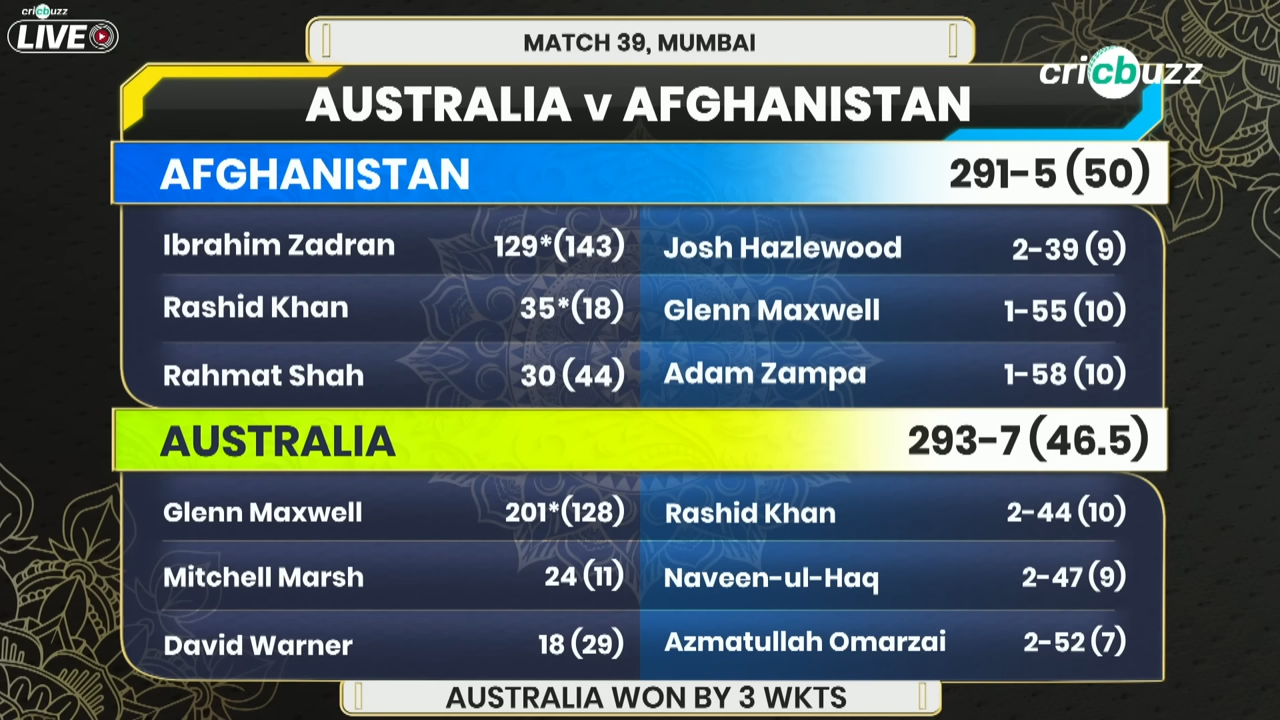 cricbuzz
LIVE
MATCH 39, MUMBAI
cricbuzz
AUSTRALIA v AFGHANISTAN
AFGHANISTAN 291-5 (50)
Ibrahim Zadran 129*(143) Josh Hazlewood 2-39 (9)
Rashid Khan 35*(18) Glenn Maxwell 1-55 (10)
Rahmat Shah 30 (44) Adam Zampa 1-58 (10)
AUSTRALIA 293-7 (46.5)
Glenn Maxwell 201*(128) Rashid Khan 2-44 (10)
Mitchell Marsh 24 (11) Naveen-ul-Haq 2-47 (9)
David Warner 18 (29) Azmatullah Omarzai 2-52 (7)
AUSTRALIA WON BY 3 WKTS